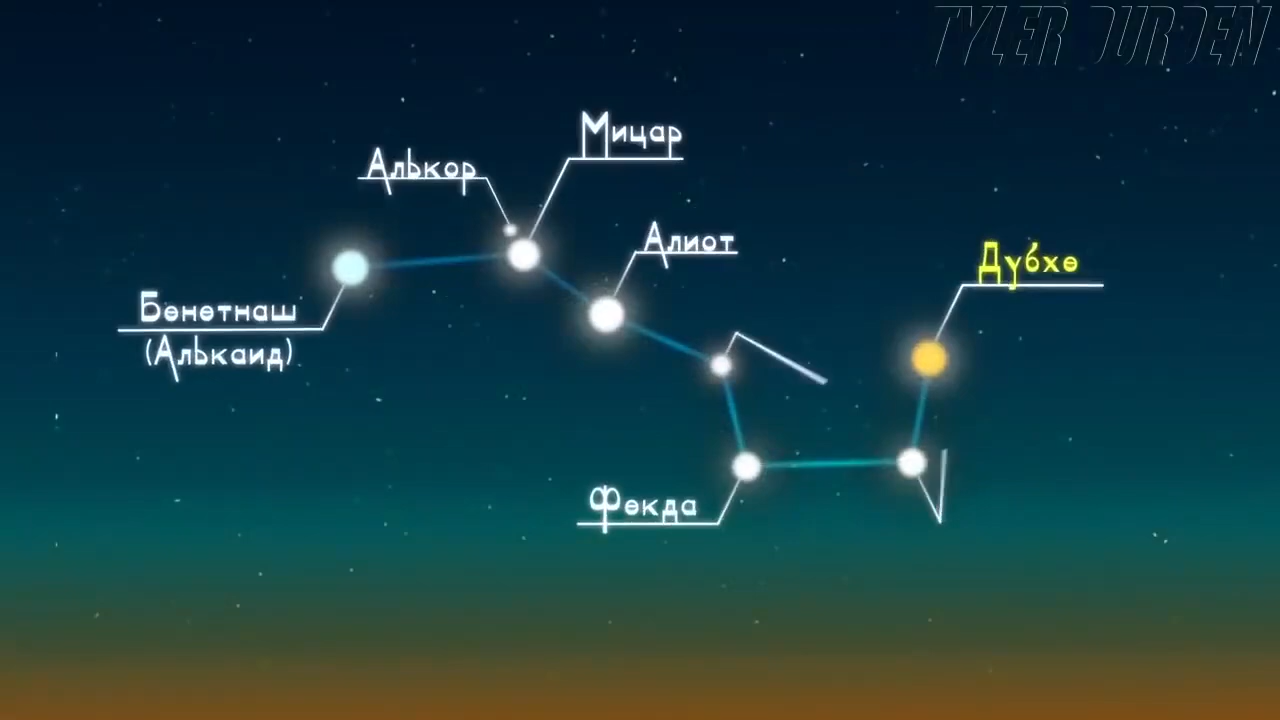 TYLER DURDEN
Мицар
Алькор
Алиот
Дубхе
Бенетнаш
(Алькаид)
Фекда